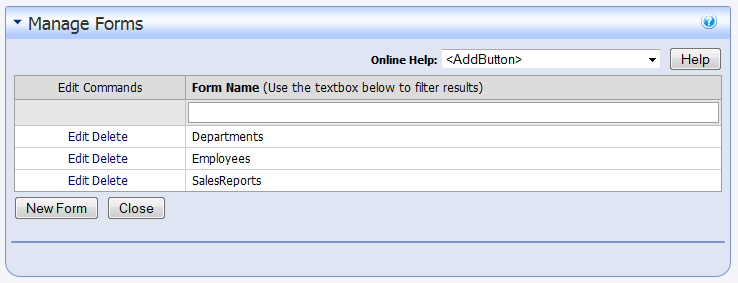 Manage Forms
Online Help: <AddButton> Help
Edit Commands Form Name (Use the textbox below to filter results)
Edit Delete Departments
Edit Delete Employees
Edit Delete SalesReports
New Form Close